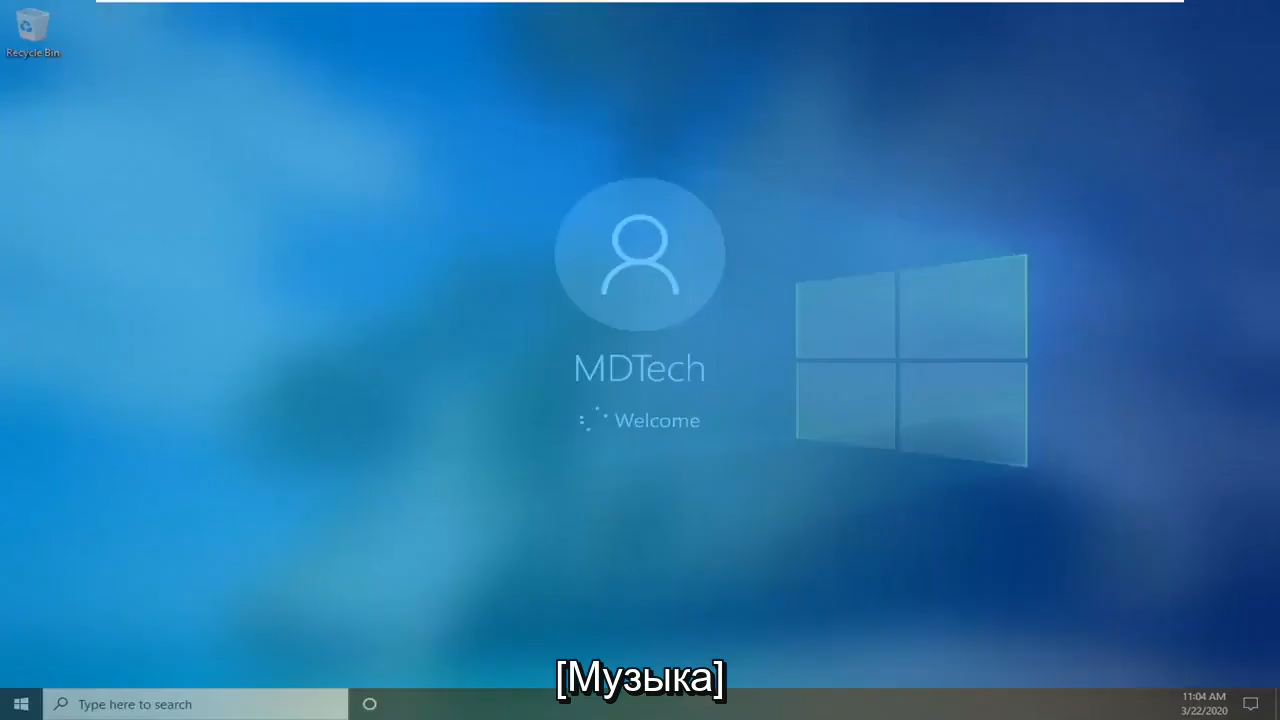 Recycle Bin
MDTech
Welcome
[Музыка]
Type here to search
11:04 AM
3/22/2020